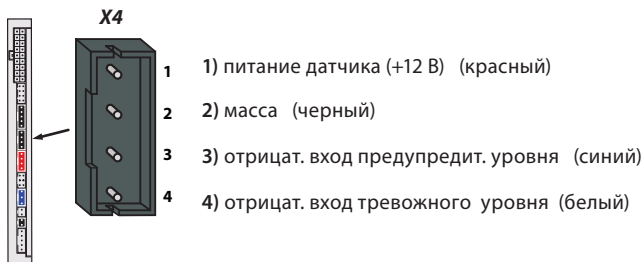 X4
1
1) питание датчика (+12 В) (красный)
2
2) масса (черный)
3
3) отрицат. вход предупредит. уровня (синий)
4
4) отрицат. вход тревожного уровня (белый)